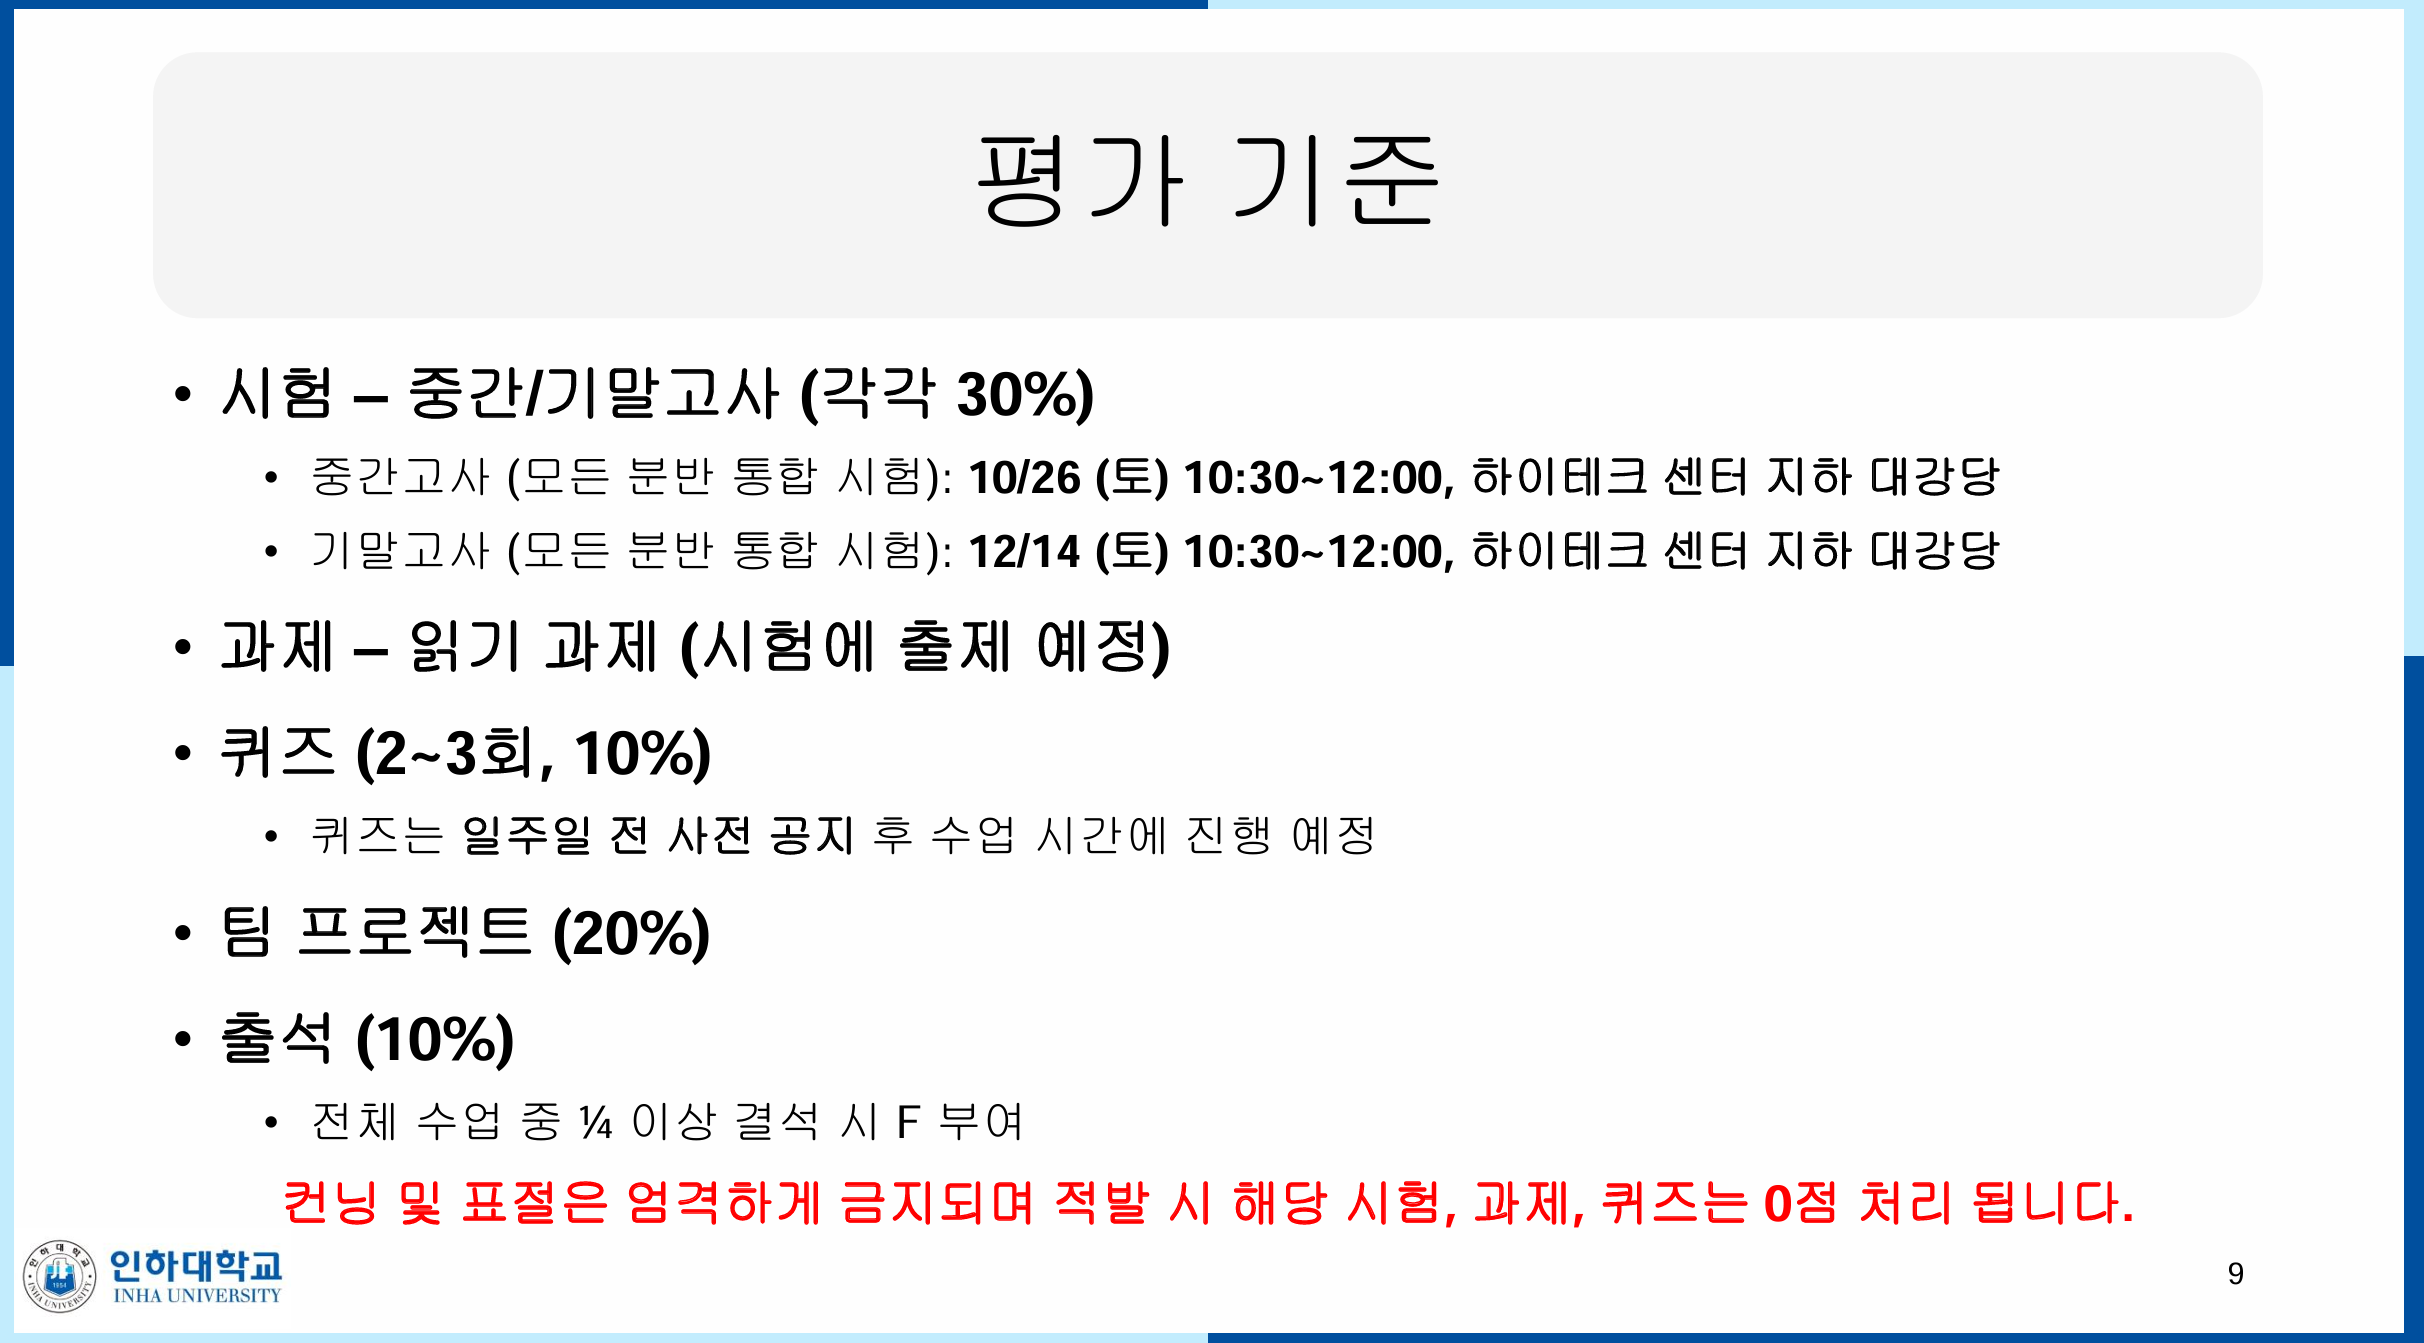 평가 기준
• 시험 – 중간/기말고사 (각각 30%)
• 중간고사 (모든 분반 통합 시험): 10/26 (토) 10:30~12:00, 하이테크 센터 지하 대강당
• 기말고사 (모든 분반 통합 시험): 12/14 (토) 10:30~12:00, 하이테크 센터 지하 대강당
• 과제 – 읽기 과제 (시험에 출제 예정)
• 퀴즈 (2~3회, 10%)
• 퀴즈는 일주일 전 사전 공지 후 수업 시간에 진행 예정
• 팀 프로젝트 (20%)
• 출석 (10%)
• 전체 수업 중 ¼ 이상 결석 시 F 부여
컨닝 및 표절은 엄격하게 금지되며 적발 시 해당 시험, 과제, 퀴즈는 0점 처리 됩니다.
인하대학교
INHA UNIVERSITY
1954
인하대학교
INHA UNIVERSITY
9